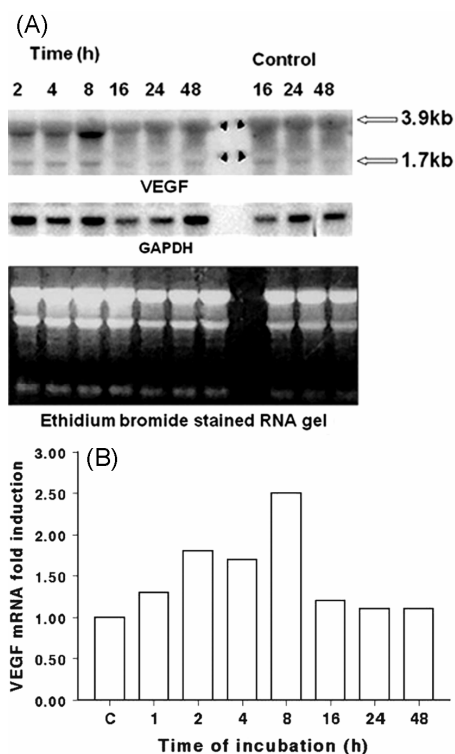 (A)
Time (h)
Control
2 4 8 16 24 48
16 24 48
3.9kb
1.7kb
VEGF
GAPDH
Ethidium bromide stained RNA gel
(B)
VEGF mRNA fold induction
3.00
2.50
2.00
1.50
1.00
0.50
0.00
C 1 2 4 8 16 24 48
Time of incubation (h)